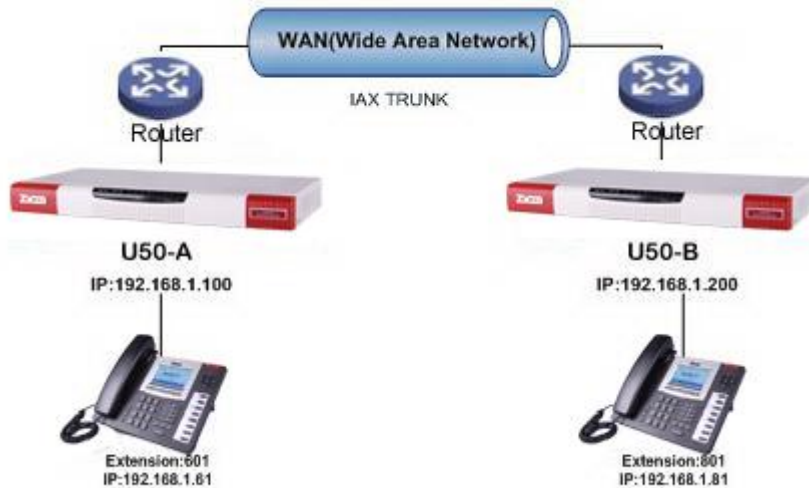 WAN(Wide Area Network)
IAX TRUNK
Router
Router
U50-A
IP:192.168.1.100
U50-B
IP:192.168.1.200
Extension:601
IP:192.168.1.61
Extension:801
IP:192.168.1.81